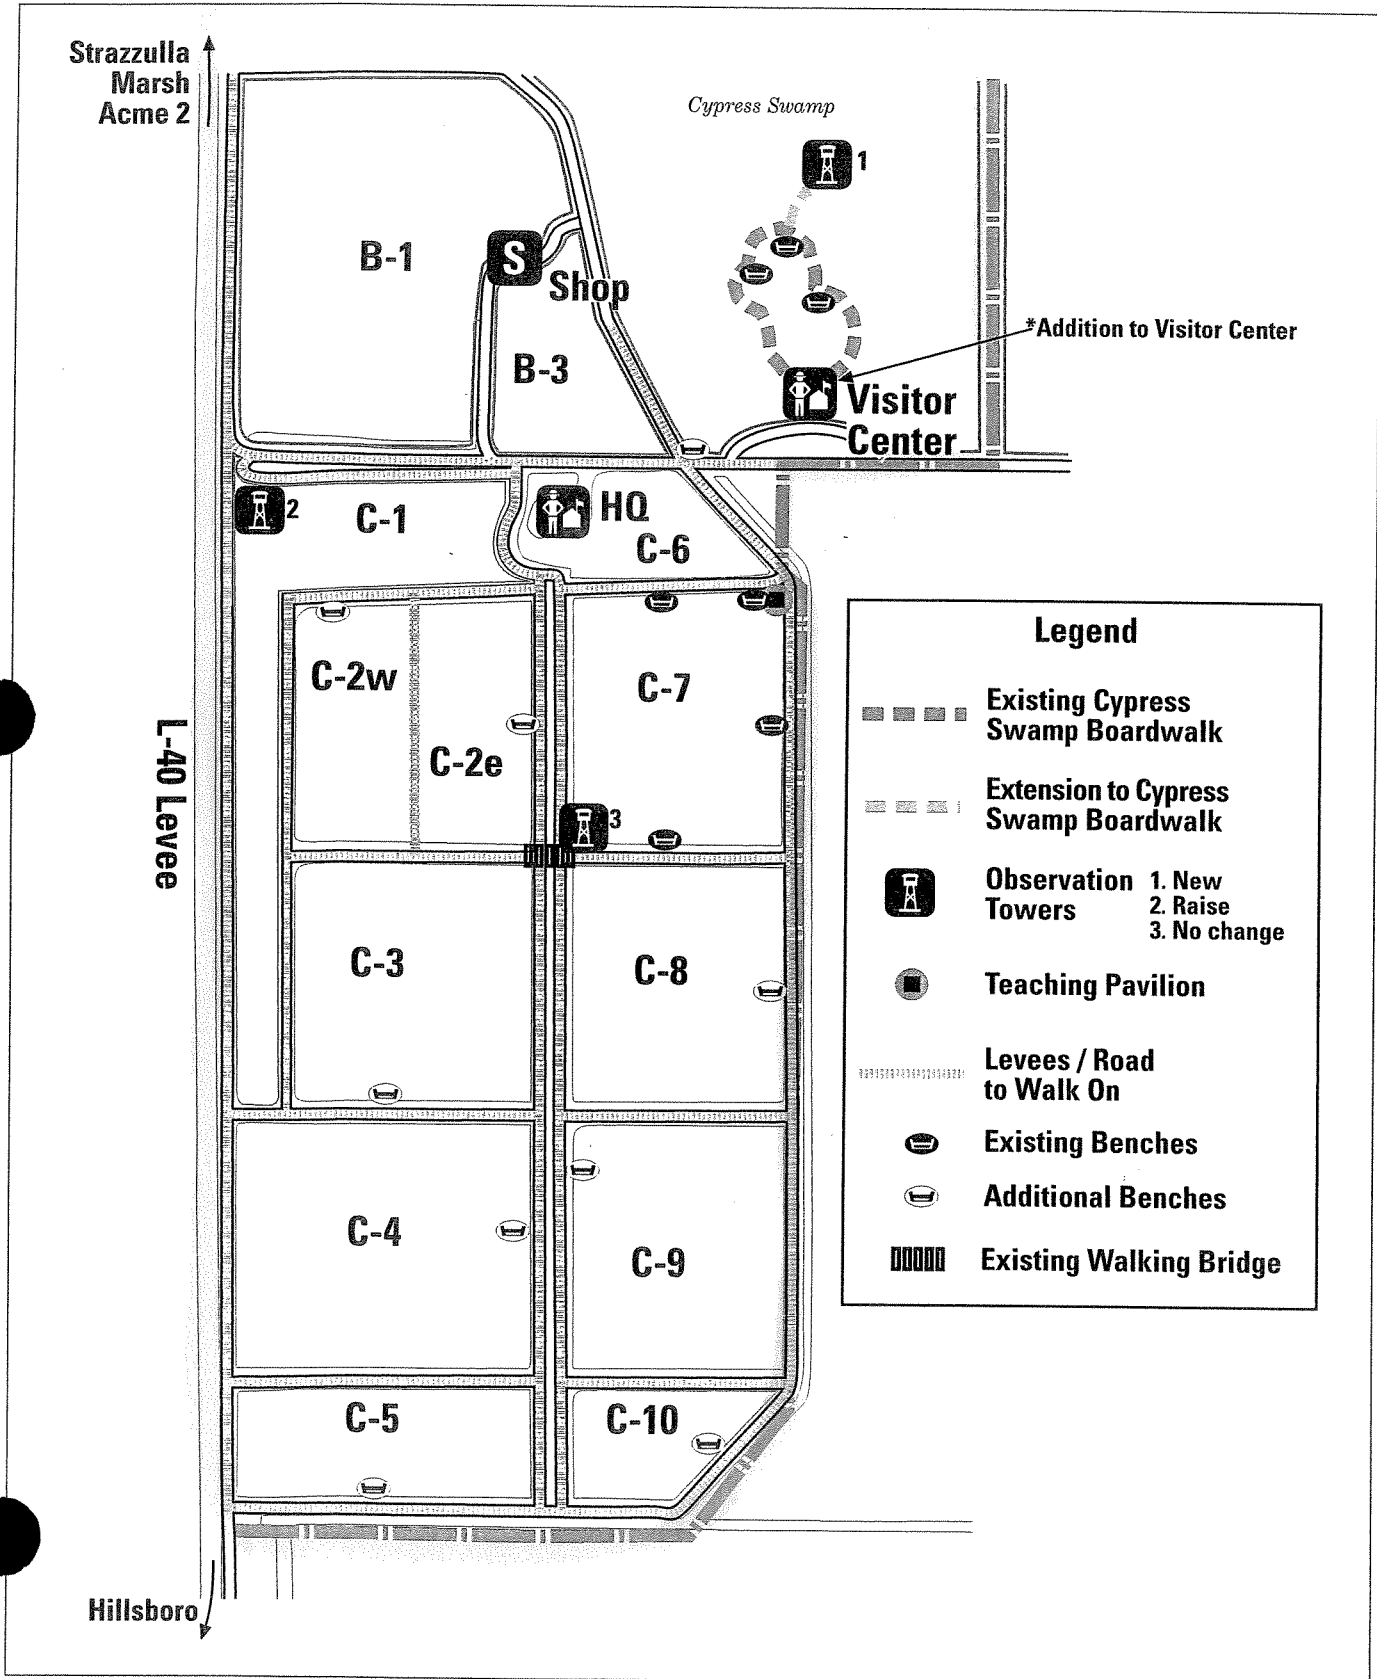 Strazzulla
Marsh
Acme 2
Cypress Swamp
1
B-1
S
Shop
*Addition to Visitor Center
B-3
Visitor
Center
2
C-1
HQ
C-6
Legend
C-2w
C-7
Existing Cypress
Swamp Boardwalk
L-40 Levee
C-2e
Extension to Cypress
Swamp Boardwalk
3
Observation
Towers
1. New
2. Raise
3. No change
C-3
C-8
Teaching Pavilion
Levees / Road
to Walk On
Existing Benches
Additional Benches
C-4
C-9
Existing Walking Bridge
C-5
C-10
Hillsboro